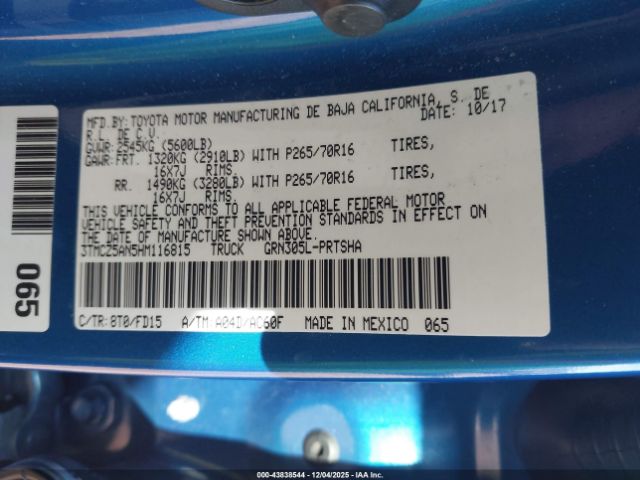 MFD.BY:TOYOTA MOTOR MANUFACTURING DE BAJA CALIFORNIA, S. DE
R.L. DE C.V. DATE: 10/17
GVWR:2545KG (5600LB)
GAWR:FRT. 1320KG (2910LB) WITH P265/70R16 TIRES,
16X7J RIMS,
RR. 1490KG (3280LB) WITH P265/70R16 TIRES,
16X7J RIMS,
THIS VEHICLE CONFORMS TO ALL APPLICABLE FEDERAL MOTOR
VEHICLE SAFETY AND THEFT PREVENTION STANDARDS IN EFFECT ON
THE DATE OF MANUFACTURE SHOWN ABOVE.
3TMCZ5AN5HM116815 TRUCK GRN305L-PRTSHA
C/TR:8T0/FD15 A/TM:A04D/AC60F MADE IN MEXICO 065
065
000-43838544 - 12/04/2025 - IAA Inc.